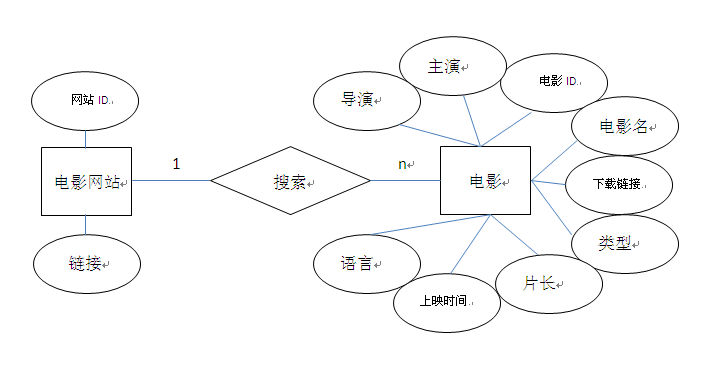 主演
电影 ID
网站 ID
导演
电影名
1
n
电影网站
搜索
电影
下载链接
类型
链接
语言
上映时间
片长